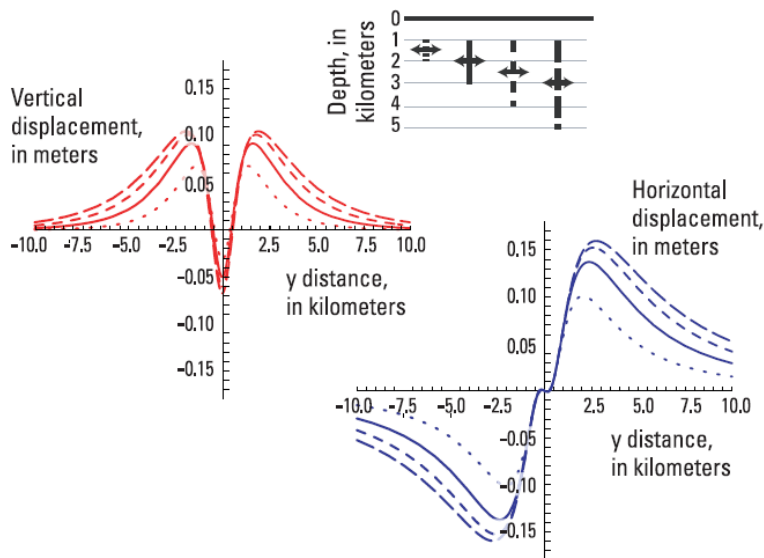 0
1
2
3
4
5
Depth, in
kilometers
Vertical
displacement,
in meters
0.15
0.10
0.05
−10.0 −7.5 −5.0 −2.5 2.5 5.0 7.5 10.0
−0.05
−0.10
−0.15
y distance,
in kilometers
Horizontal
displacement,
in meters
0.15
0.10
0.05
−10.0 −7.5 −5.0 −2.5 2.5 5.0 7.5 10.0
−0.05
−0.10
−0.15
y distance,
in kilometers